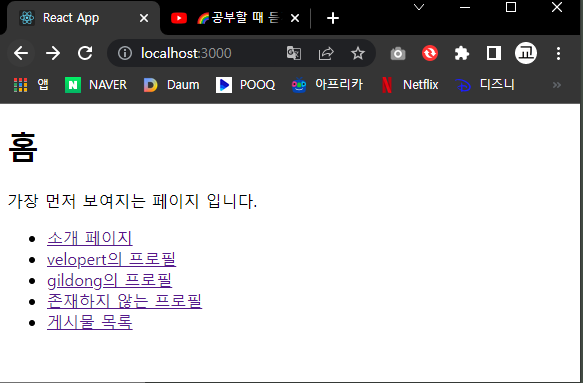 React App
공부할 때 듣
localhost:3000
교
앱
NAVER
Daum
POOQ
아프리카
Netflix
디즈니
홈
가장 먼저 보여지는 페이지 입니다.
소개 페이지
velopert의 프로필
gildong의 프로필
존재하지 않는 프로필
게시물 목록